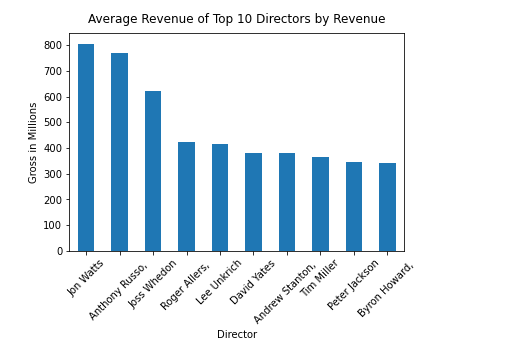 Average Revenue of Top 10 Directors by Revenue
Gross in Millions
800
700
600
500
400
300
200
100
0
Jon Watts
Anthony Russo,
Joss Whedon
Roger Allers,
Lee Unkrich
David Yates
Andrew Stanton,
Tim Miller
Peter Jackson
Byron Howard,
Director